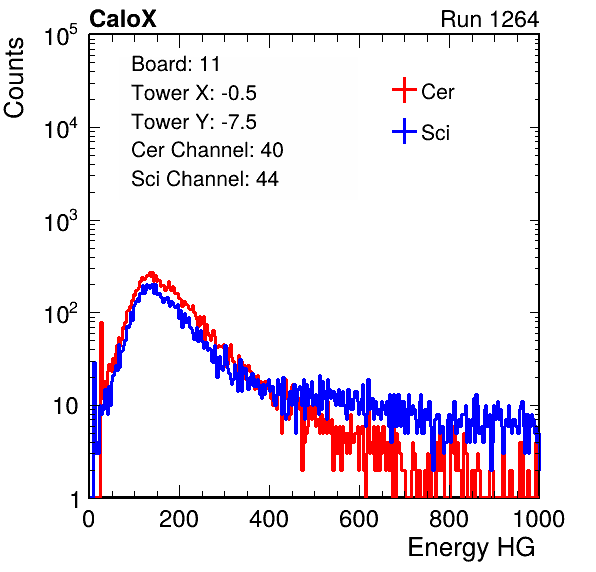 CaloX Run 1264
Counts
10^5
10^4
10^3
10^2
10
1
Board: 11
Tower X: -0.5
Tower Y: -7.5
Cer Channel: 40
Sci Channel: 44
Cer
Sci
0 200 400 600 800 1000
Energy HG